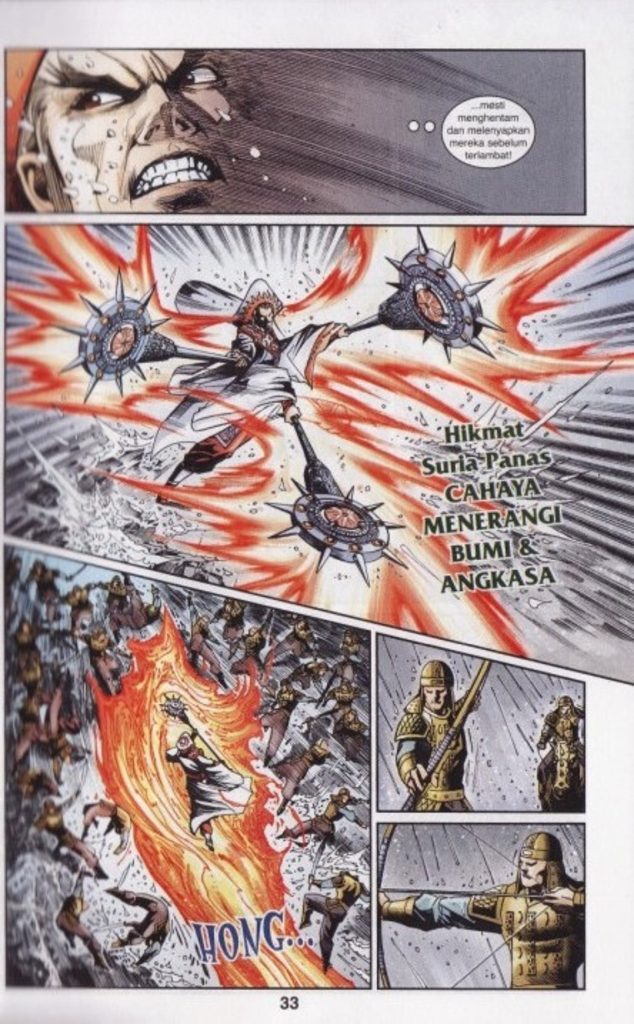 ...mesti
menghentam
dan melenyapkan
mereka sebelum
terlambat!
Hikmat
Suria Panas
CAHAYA
MENERANGI
BUMI &
ANGKASA
HONG...
33